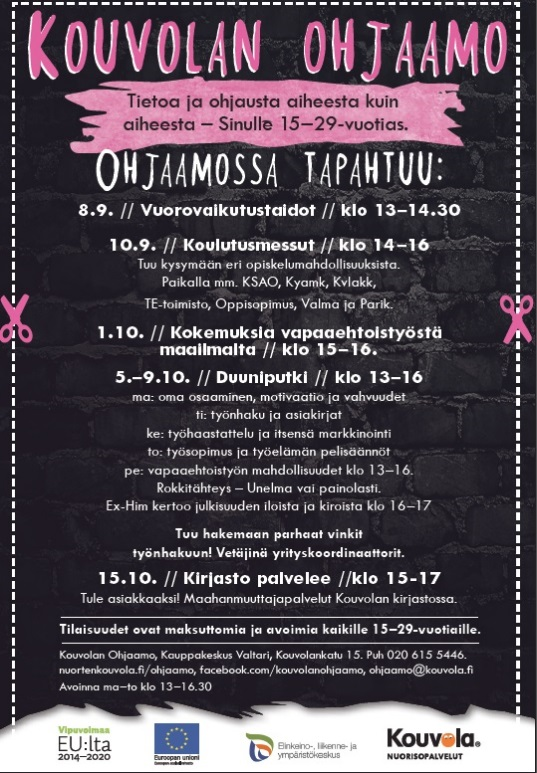 KOUVOLAN OHJAAMO
Tietoa ja ohjausta aiheesta kuin
aiheesta – Sinulle 15–29-vuotias.
OHJAAMOSSA TAPAHTUU:
8.9. // Vuorovaikutustaidot // klo 13–14.30
10.9. // Koulutusmessut // klo 14–16
Tuu kysymään eri opiskelumahdollisuuksista.
Paikalla mm. KSAO, Kyamk, Kvlakk,
TE-toimisto, Oppisopimus, Valma ja Parik.
1.10. // Kokemuksia vapaaehtoistyöstä
maailmalta // klo 15–16.
5.–9.10. // Duuniputki // klo 13–16
ma: oma osaaminen, motivaatio ja vahvuudet
ti: työnhaku ja asiakirjat
ke: työhaastattelu ja itsensä markkinointi
to: työsopimus ja työelämän pelisäännöt
pe: vapaaehtoistyön mahdollisuudet klo 13–16.
Rokkitähteys – Unelma vai painolasti.
Ex-Him kertoo julkisuuden iloista ja kiroista klo 16–17
Tuu hakemaan parhaat vinkit
työnhakuun! Vetäjinä yrityskoordinaattorit.
15.10. // Kirjasto palvelee //klo 15-17
Tule asiakkaaksi! Maahanmuuttajapalvelut Kouvolan kirjastossa.
Tilaisuudet ovat maksuttomia ja avoimia kaikille 15–29-vuotiaille.
Kouvolan Ohjaamo, Kauppakeskus Valtari, Kouvolankatu 15. Puh 020 615 5446.
nuortenkouvola.fi/ohjaamo, facebook.com/kouvolanohjaamo, ohjaamo@kouvola.fi
Avoinna ma–to klo 13–16.30
Vipuvoimaa
EU:lta
2014–2020
Euroopan unioni
Elinkeino-, liikenne- ja
ympäristökeskus
Kouvola
NUORISOPALVELUT